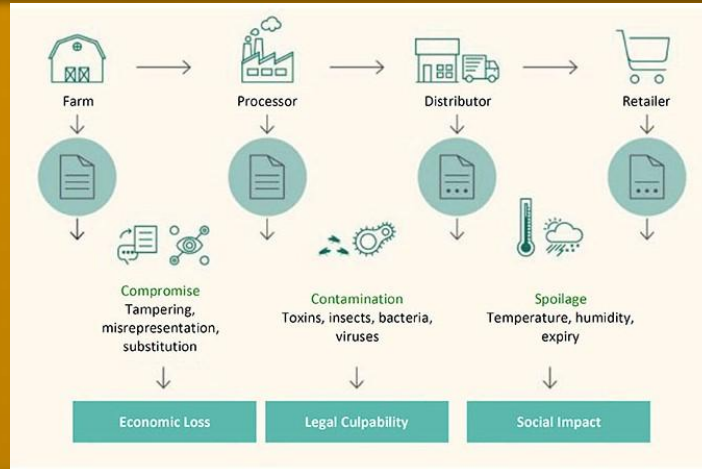 Farm
Processor
Distributor
Retailer
Compromise
Tampering,
misrepresentation,
substitution
Contamination
Toxins, insects, bacteria,
viruses
Spoilage
Temperature, humidity,
expiry
Economic Loss
Legal Culpability
Social Impact